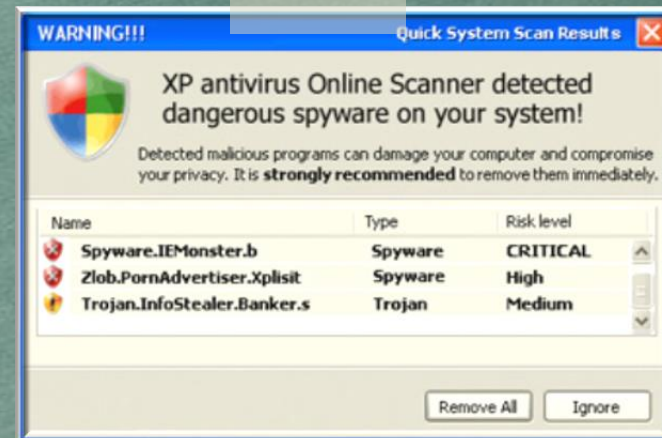 WARNING!!! Quick System Scan Results
XP antivirus Online Scanner detected
dangerous spyware on your system!
Detected malicious programs can damage your computer and compromise
your privacy. It is strongly recommended to remove them immediately.
Name Type Risk level
Spyware.IEMonster.b Spyware CRITICAL
Zlob.PornAdvertiser.Xplisit Spyware High
Trojan.InfoStealer.Banker.s Trojan Medium
Remove All Ignore